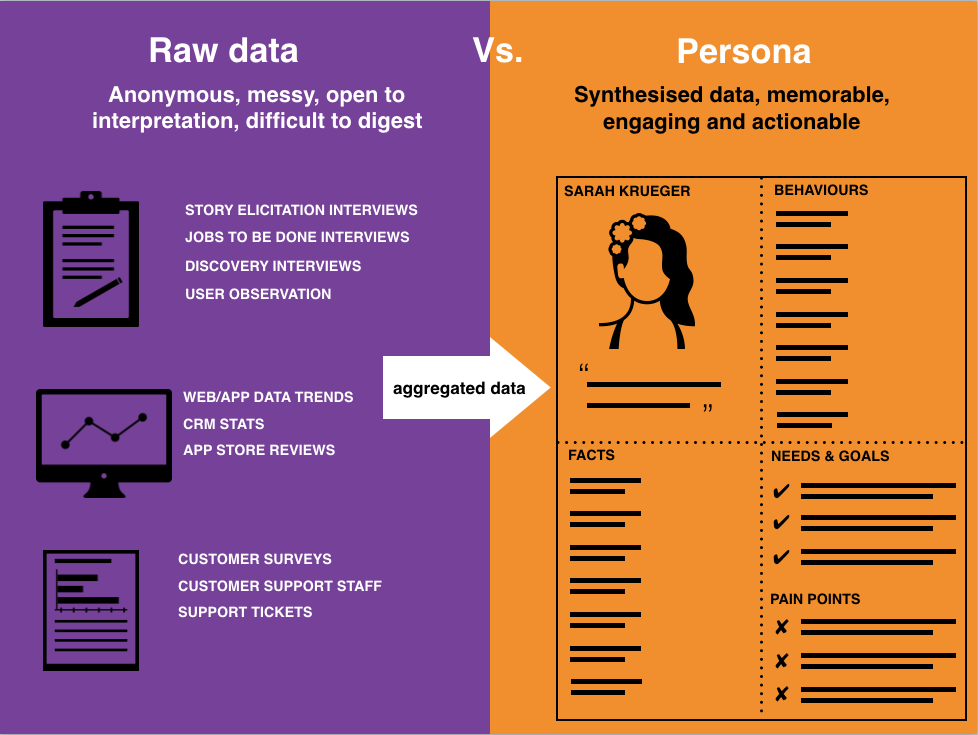 Raw data
Vs.
Persona
Anonymous, messy, open to
interpretation, difficult to digest
Synthesised data, memorable,
engaging and actionable
STORY ELICITATION INTERVIEWS
JOBS TO BE DONE INTERVIEWS
DISCOVERY INTERVIEWS
USER OBSERVATION
WEB/APP DATA TRENDS
CRM STATS
APP STORE REVIEWS
CUSTOMER SURVEYS
CUSTOMER SUPPORT STAFF
SUPPORT TICKETS
aggregated data
SARAH KRUEGER
“
”
BEHAVIOURS
FACTS
NEEDS & GOALS
✔
✔
✔
PAIN POINTS
✘
✘
✘